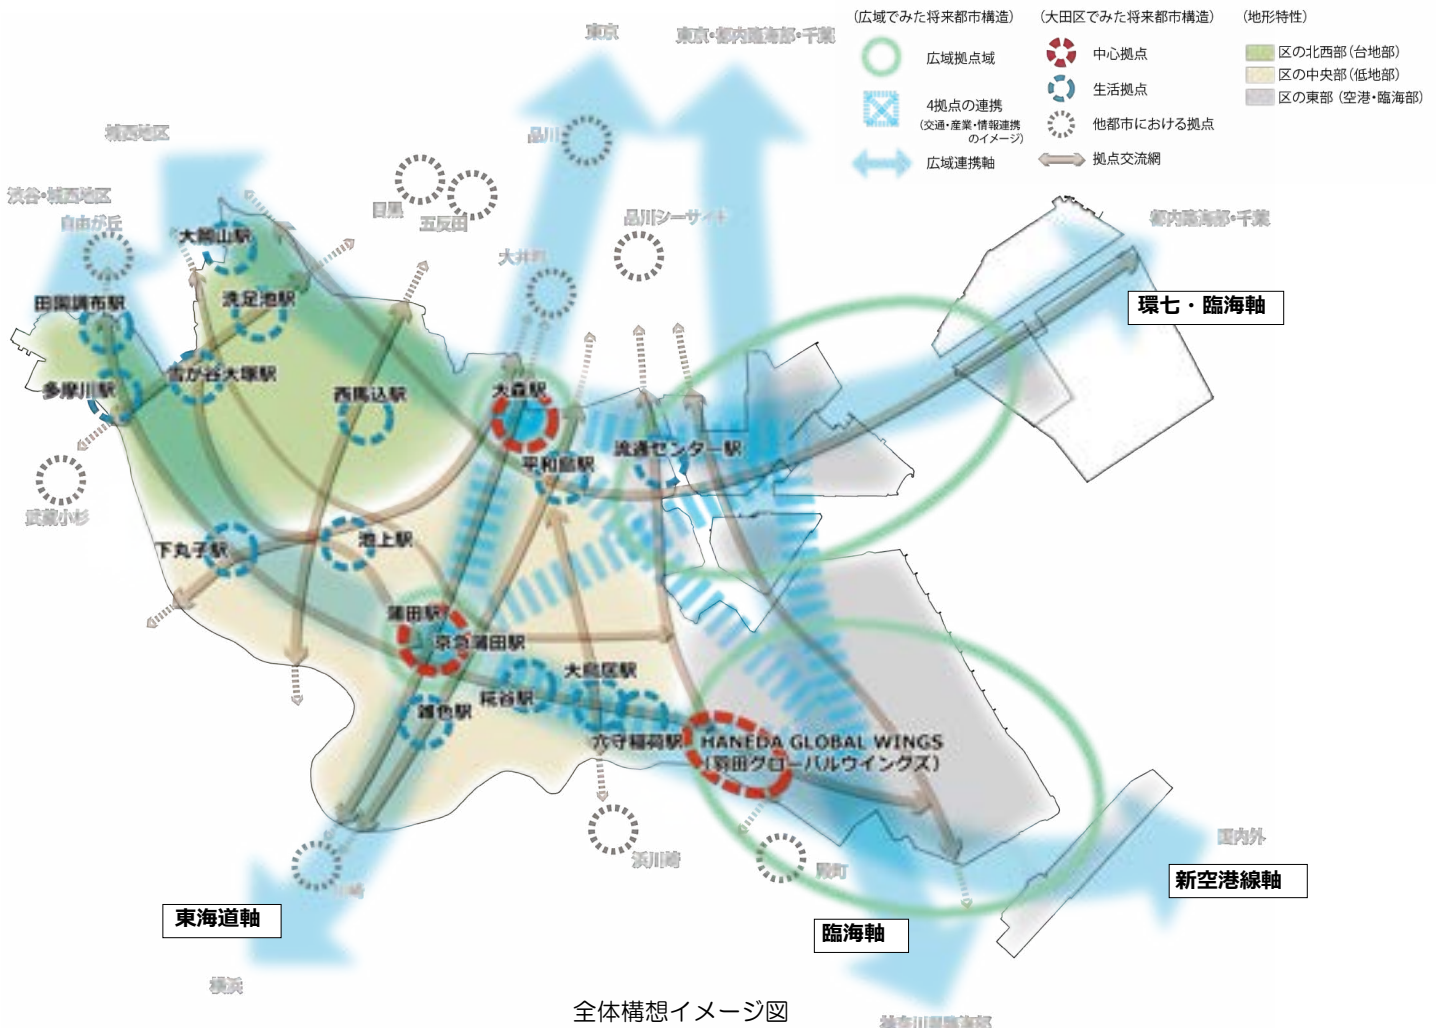 (広域でみた将来都市構造)
広域拠点域
4拠点の連携
(交通・産業・情報連携
のイメージ)
広域連携軸
(大田区でみた将来都市構造)
中心拠点
生活拠点
他都市における拠点
拠点交流網
(地形特性)
区の北西部(台地部)
区の中央部(低地部)
区の東部(空港・臨海部)
東京
東京・都内臨海部・千葉
城西地区
品川
渋谷・城西地区
自由が丘
目黒
五反田
品川シーサイド
都内臨海部・千葉
大岡山駅
大井町
田園調布駅
洗足池駅
環七・臨海軸
多摩川駅
雪が谷大塚駅
西馬込駅
大森駅
流通センター駅
平和島駅
武蔵小杉
下丸子駅
池上駅
蒲田駅
京急蒲田駅
大鳥居駅
糀谷駅
雑色駅
穴守稲荷駅
HANEDA GLOBAL WINGS
(羽田グローバルウイングズ)
国内外
浜川崎
殿町
川崎
新空港線軸
東海道軸
臨海軸
横浜
全体構想イメージ図
神奈川県臨海部